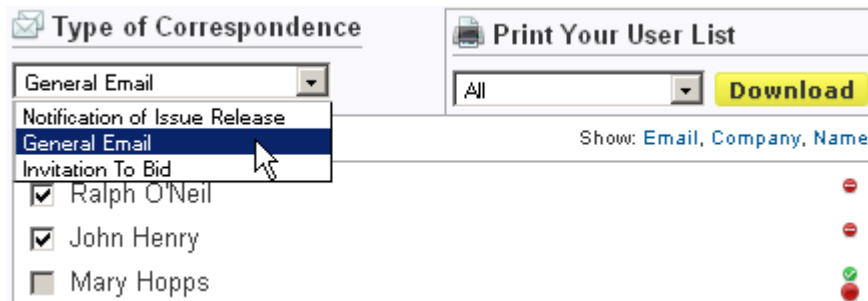 Type of Correspondence
Print Your User List
General Email
All
Download
Notification of Issue Release
General Email
Invitation To Bid
Show: Email, Company, Name
Ralph O'Neil
John Henry
Mary Hopps